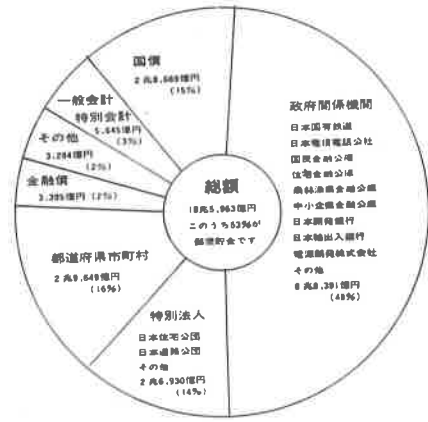 国債
2兆8,669億円
(15%)
一般会計
特別会計
5,645億円
(3%)
その他
3,284億円
(2%)
金融債
3,395億円 (2%)
都道府県市町村
2兆9,649億円
(16%)
特別法人
日本住宅公団
日本道路公団
その他
2兆6,930億円
(14%)
総額
18兆5,963億円
このうち53%が
郵便貯金です
政府関係機関
日本国有鉄道
日本電信電話公社
国民金融公庫
住宅金融公庫
農林漁業金融公庫
中小企業金融公庫
日本開発銀行
日本輸出入銀行
電源開発株式会社
その他
8兆8,391億円
(48%)